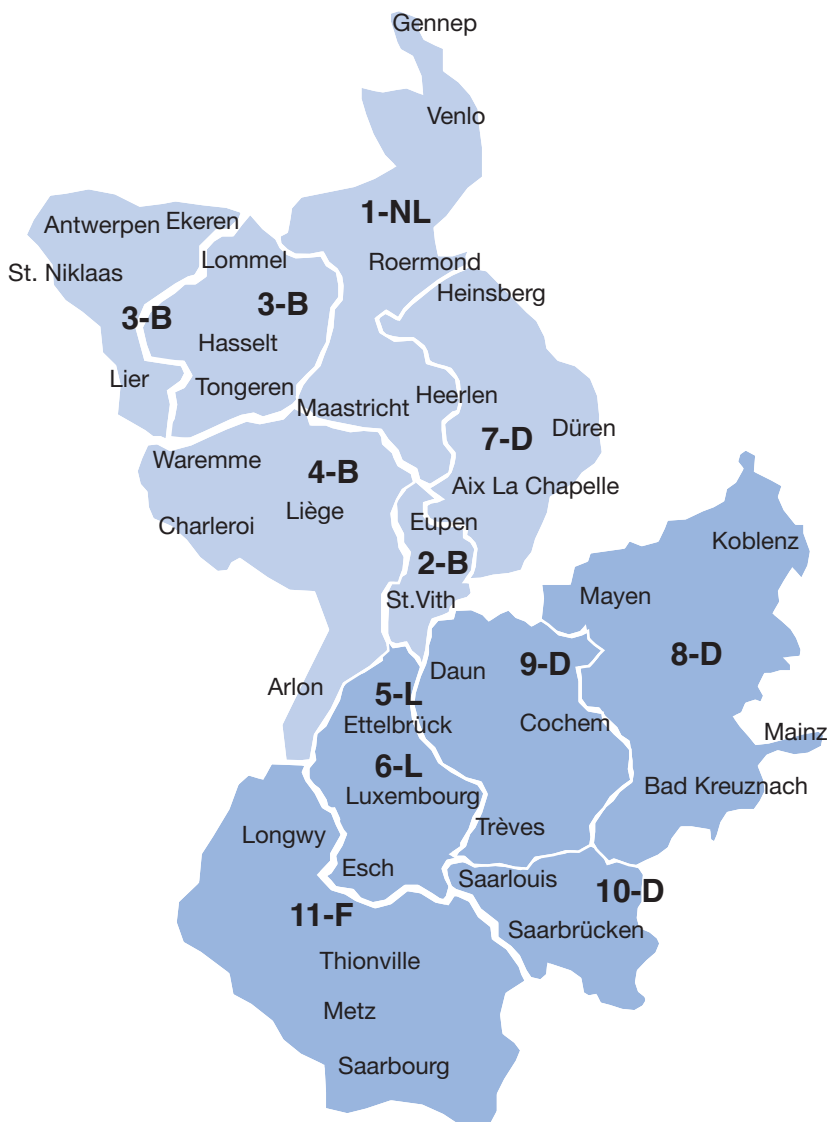 Gennep
Venlo
1-NL
Antwerpen
Ekeren
Lommel
Roermond
St. Niklaas
Heinsberg
3-B
3-B
Hasselt
Lier
Tongeren
Maastricht
Heerlen
7-D
Düren
Waremme
4-B
Aix La Chapelle
Charleroi
Liège
Eupen
Koblenz
2-B
St.Vith
Mayen
9-D
8-D
Daun
Arlon
5-L
Ettelbrück
Cochem
Mainz
6-L
Luxembourg
Bad Kreuznach
Longwy
Trèves
Esch
Saarlouis
10-D
11-F
Saarbrücken
Thionville
Metz
Saarbourg